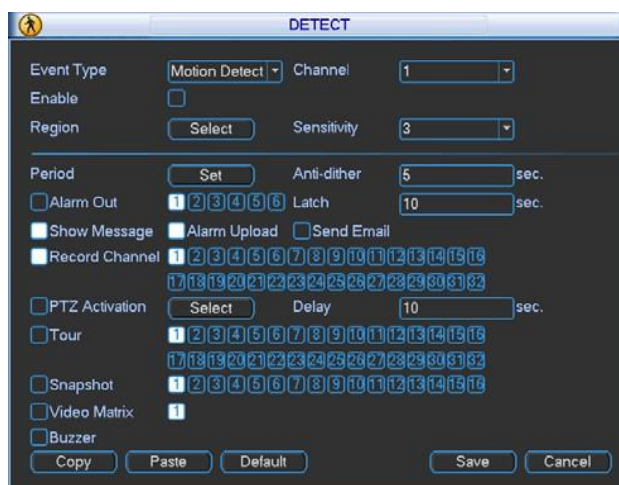 DETECT
Event Type Motion Detect Channel 1
Enable
Region Select Sensitivity 3
Period Set Anti-dither 5 sec.
Alarm Out 1 2 3 4 5 6 Latch 10 sec.
Show Message Alarm Upload Send Email
Record Channel 1 2 3 4 5 6 7 8 9 10 11 12 13 14 15 16
17 18 19 20 21 22 23 24 25 26 27 28 29 30 31 32
PTZ Activation Select Delay 10 sec.
Tour 1 2 3 4 5 6 7 8 9 10 11 12 13 14 15 16
17 18 19 20 21 22 23 24 25 26 27 28 29 30 31 32
Snapshot 1 2 3 4 5 6 7 8 9 10 11 12 13 14 15 16
Video Matrix 1
Buzzer
Copy Paste Default Save Cancel